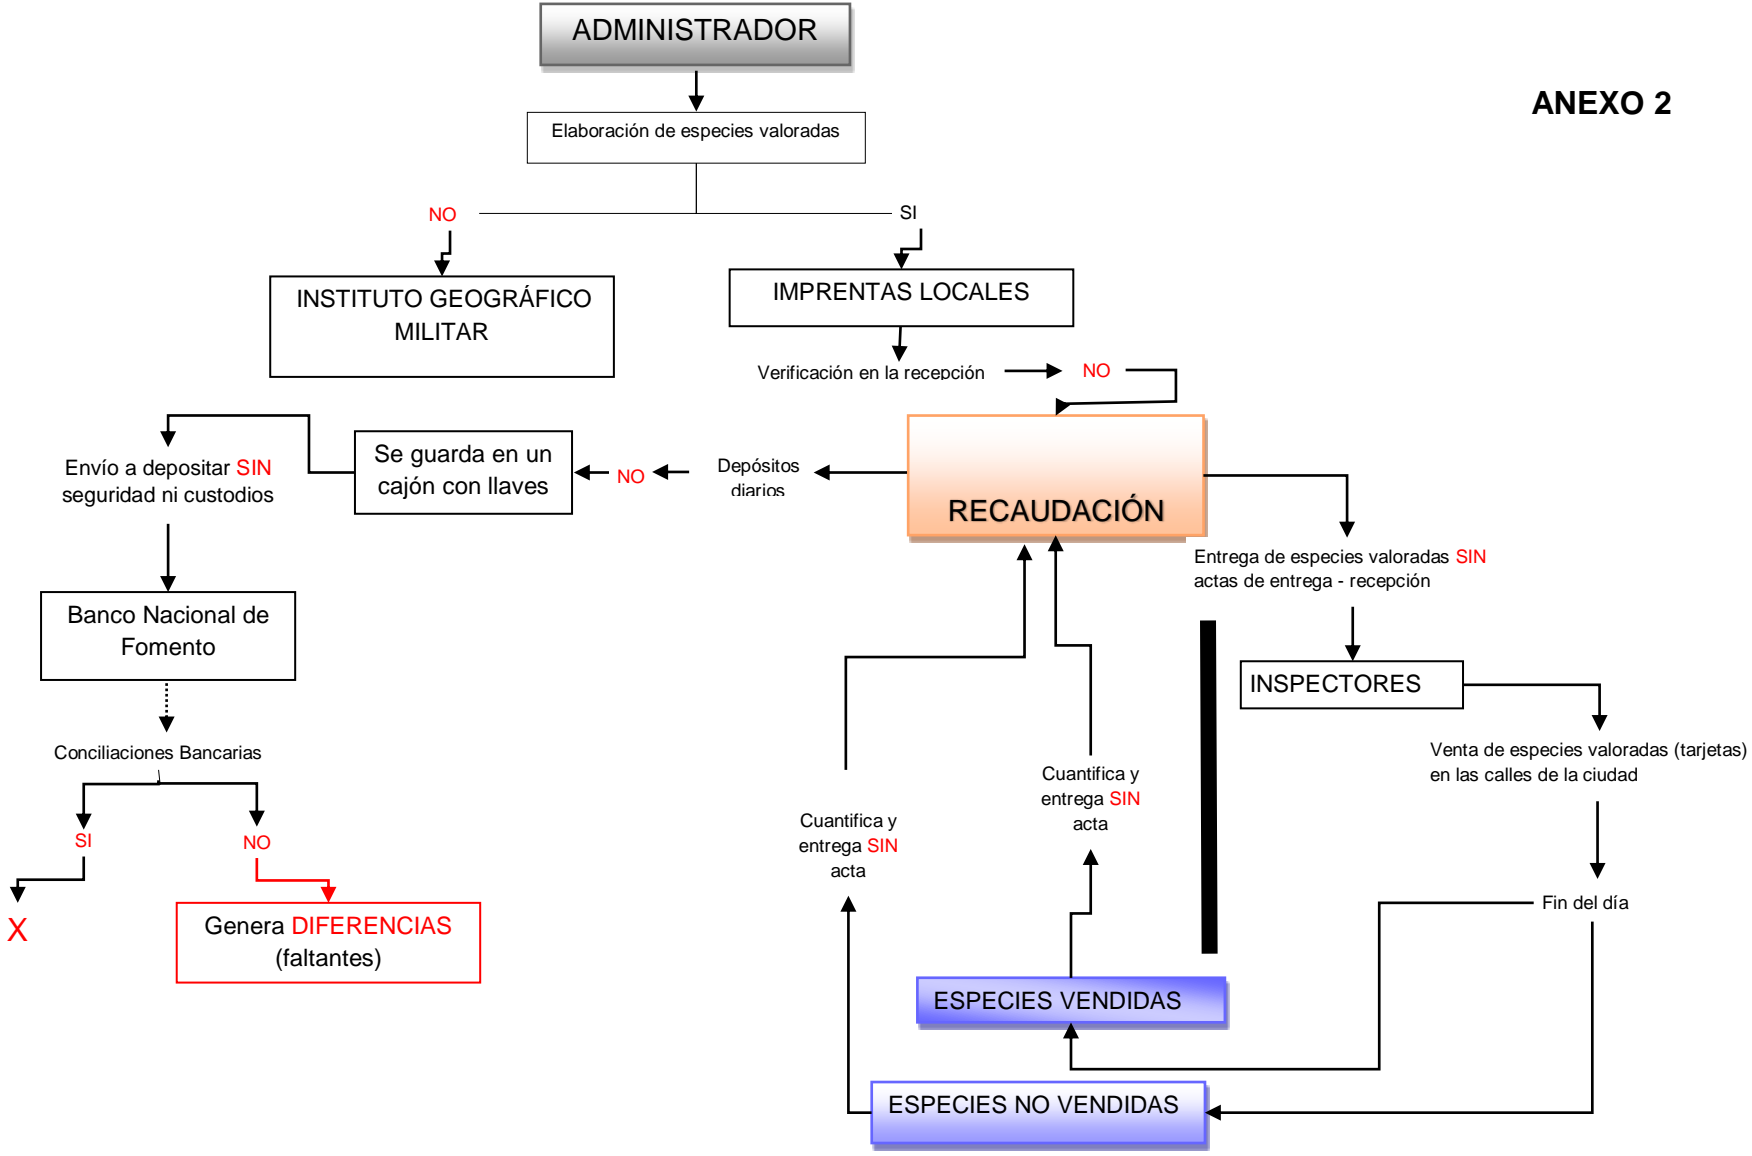 ADMINISTRADOR
ANEXO 2
Elaboración de especies valoradas
NO
SI
INSTITUTO GEOGRÁFICO
MILITAR
IMPRENTAS LOCALES
Verificación en la recepción
NO
Envío a depositar SIN
seguridad ni custodios
Se guarda en un
cajón con llaves
NO
Depósitos
diarios
RECAUDACIÓN
Entrega de especies valoradas SIN
actas de entrega - recepción
Banco Nacional de
Fomento
INSPECTORES
Conciliaciones Bancarias
Venta de especies valoradas (tarjetas)
en las calles de la ciudad
SI
NO
Cuantifica y
entrega SIN
acta
Cuantifica y
entrega SIN
acta
Fin del día
X
Genera DIFERENCIAS
(faltantes)
ESPECIES VENDIDAS
ESPECIES NO VENDIDAS